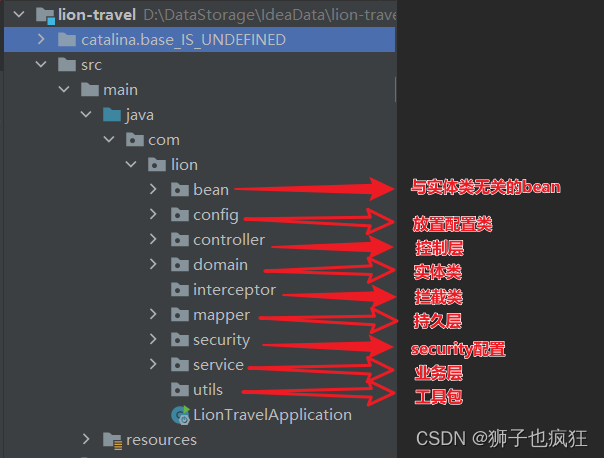 lion-travel D:\DataStorage\IdeaData\lion-trave
catalina.base_IS_UNDEFINED
src
main
java
com
lion
bean 与实体类无关的bean
config 放置配置类
controller 控制层
domain 实体类
interceptor 拦截类
mapper 持久层
security security配置
service 业务层
utils 工具包
LionTravelApplication
resources
CSDN @狮子也疯狂